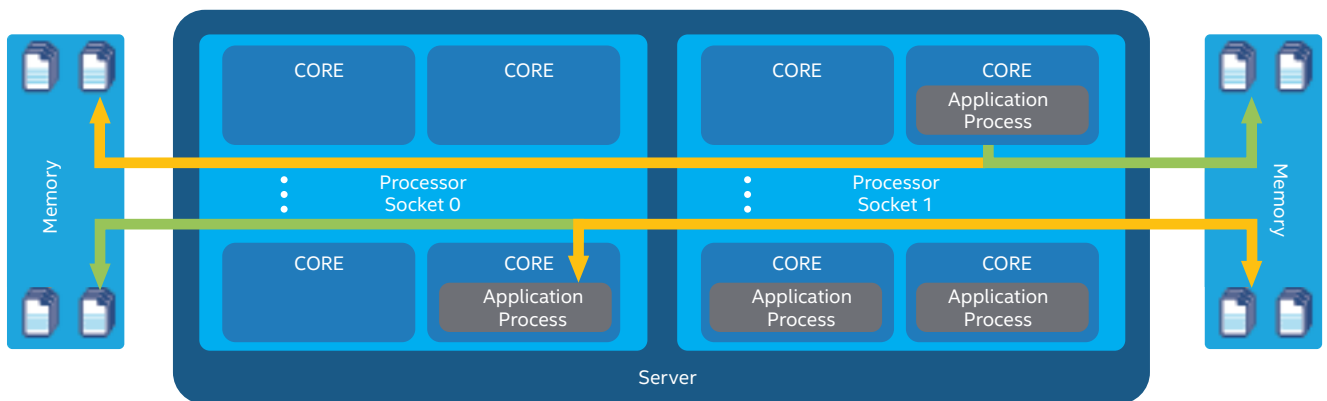 Memory
CORE
CORE
CORE
CORE
Application
Process
Processor
Socket 0
Processor
Socket 1
CORE
CORE
Application
Process
CORE
Application
Process
CORE
Application
Process
Memory
Server